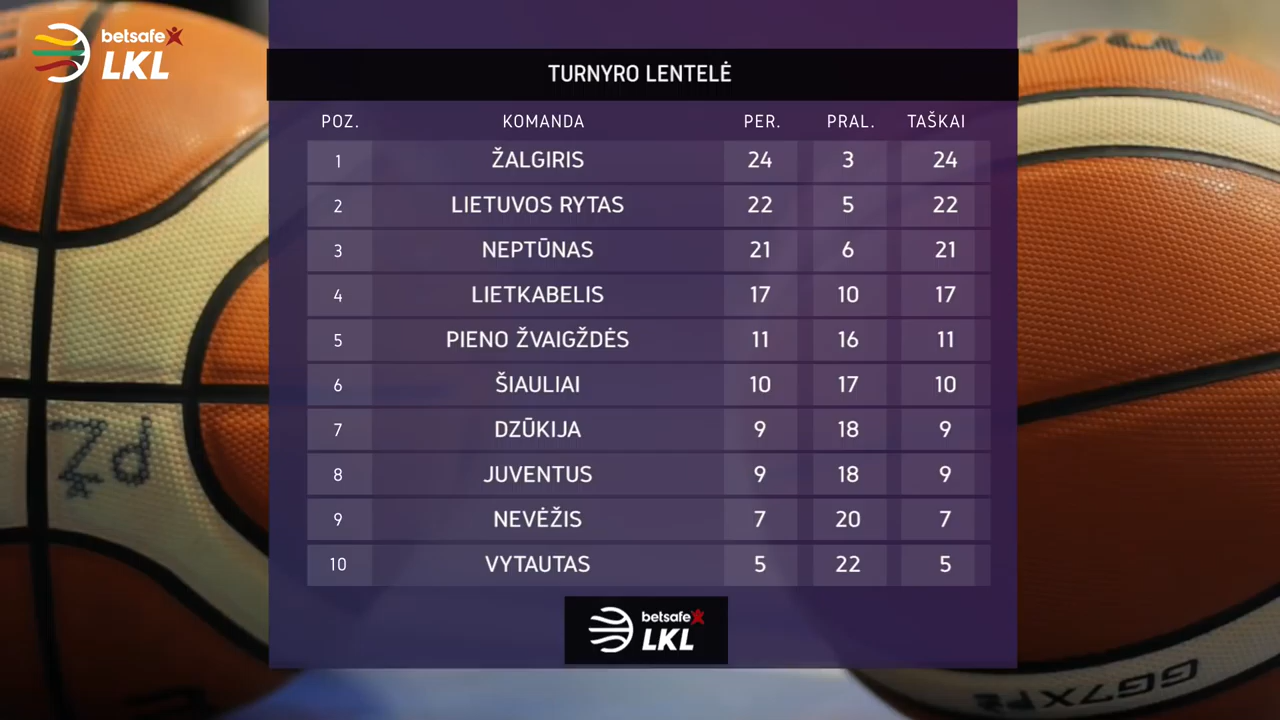 betsafe
LKL
TURNYRO LENTELĖ
POZ. KOMANDA PER. PRAL. TAŠKAI
1 ŽALGIRIS 24 3 24
2 LIETUVOS RYTAS 22 5 22
3 NEPTŪNAS 21 6 21
4 LIETKABELIS 17 10 17
5 PIENO ŽVAIGŽDĖS 11 16 11
6 ŠIAULIAI 10 17 10
7 DZŪKIJA 9 18 9
8 JUVENTUS 9 18 9
9 NEVĖŽIS 7 20 7
10 VYTAUTAS 5 22 5
betsafe
LKL
GG7X